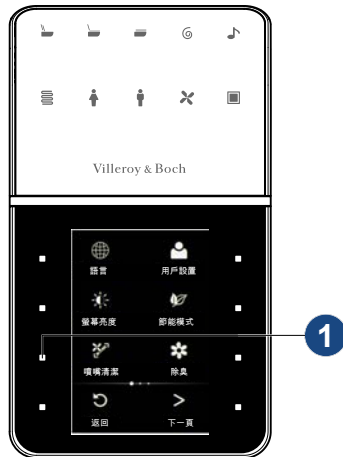 Villeroy & Boch
語言 用戶設置
螢幕亮度 節能模式
噴嘴清潔 除臭
1
返回 下一頁